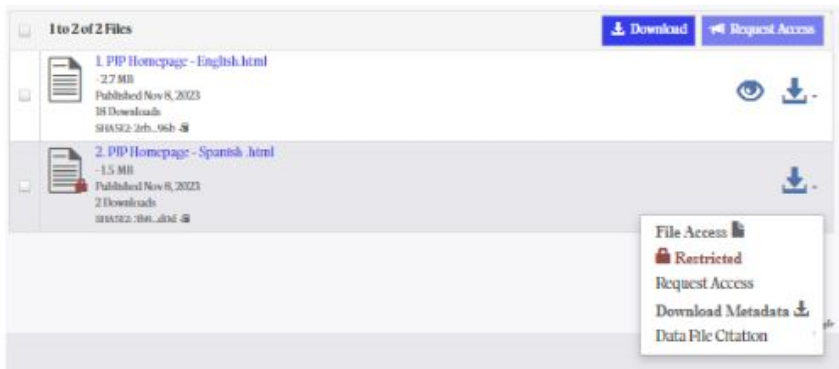 1 to 2 of 2 Files
Download
Request Access
1. PIP Homepage - English.html
- 2.7 MB
Published Nov 8, 2023
18 Downloads
2. PIP Homepage - Spanish .html
- 1.5 MB
Published Nov 8, 2023
2 Downloads
File Access
Restricted
Request Access
Download Metadata
Data File Citation